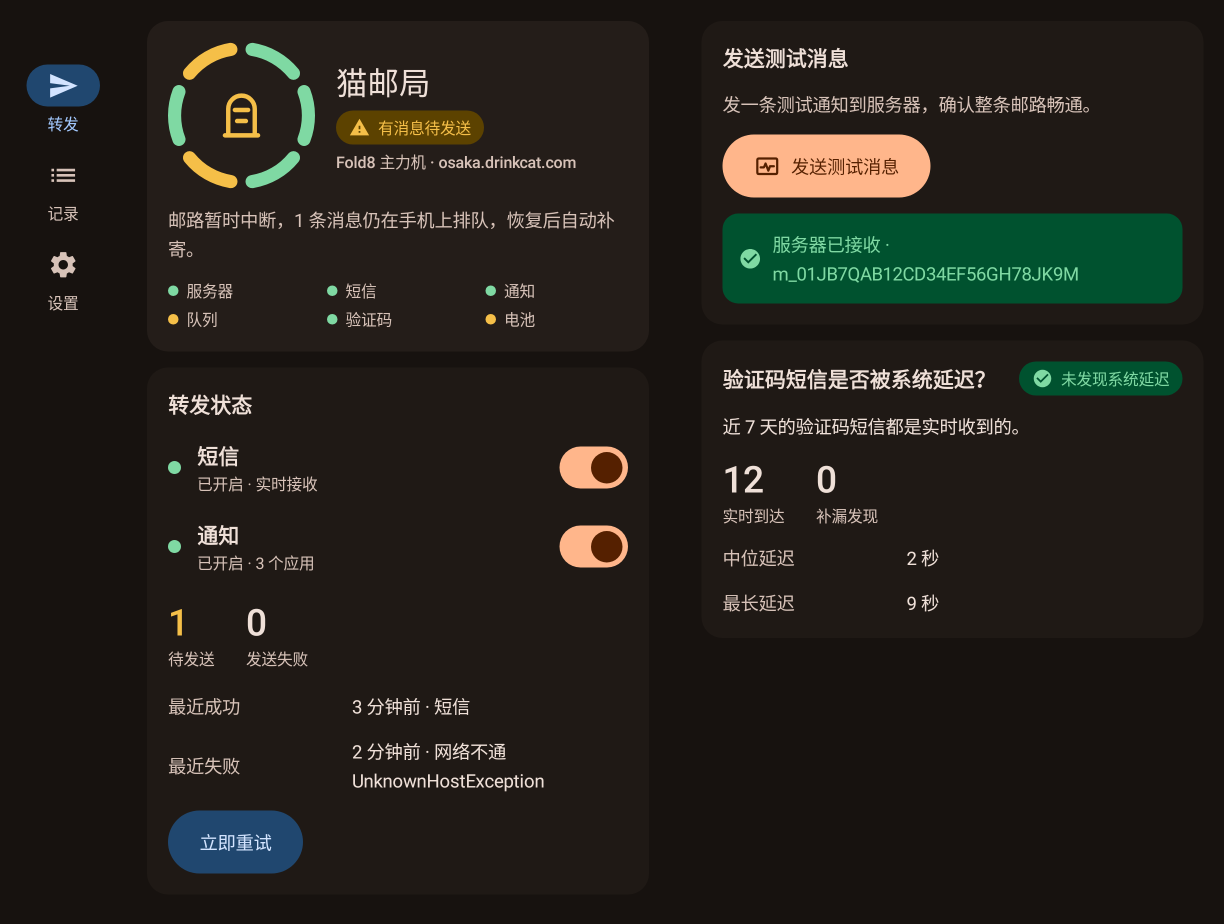 转发
记录
设置
猫邮局
有消息待发送
Fold8 主力机 · osaka.drinkcat.com
邮路暂时中断，1 条消息仍在手机上排队，恢复后自动补
寄。
服务器
短信
通知
队列
验证码
电池
转发状态
短信
已开启 · 实时接收
通知
已开启 · 3 个应用
1
待发送
0
发送失败
最近成功
3 分钟前 · 短信
最近失败
2 分钟前 · 网络不通
UnknownHostException
立即重试
发送测试消息
发一条测试通知到服务器，确认整条邮路畅通。
发送测试消息
服务器已接收 ·
m_01JB7QAB12CD34EF56GH78JK9M
验证码短信是否被系统延迟？
未发现系统延迟
近 7 天的验证码短信都是实时收到的。
12
实时到达
0
补漏发现
中位延迟
2 秒
最长延迟
9 秒